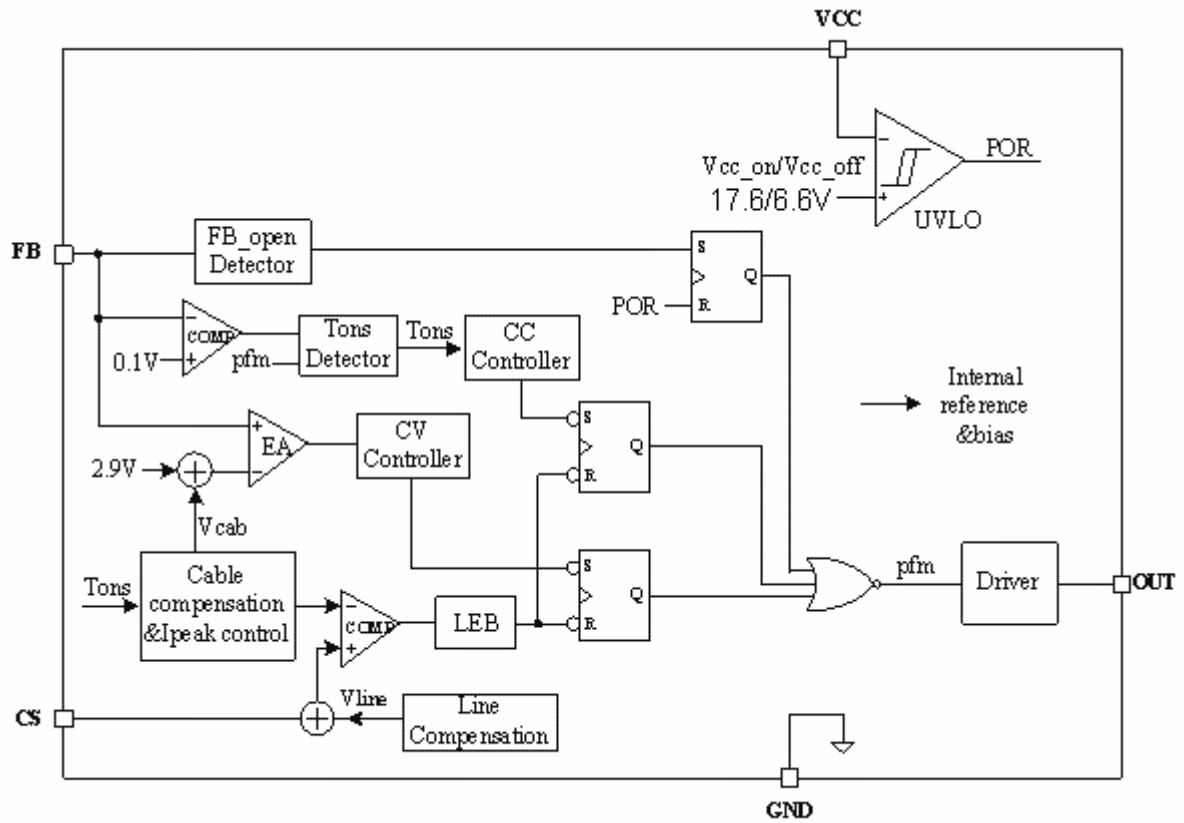 VCC
−
POR
Vcc_on/Vcc_off
17.6/6.6V
+
UVLO
FB
FB_open
Detector
S
Q
POR
R
−
COMP
+
0.1V
pfm
Tons
Detector
Tons
CC
Controller
Internal
reference
&bias
S
Q
R
+
EA
−
CV
Controller
2.9V
+
Vcab
Tons
Cable
compensation
&Ipeak control
−
COMP
+
LEB
S
Q
R
pfm
Driver
OUT
CS
+
Vline
Line
Compensation
GND